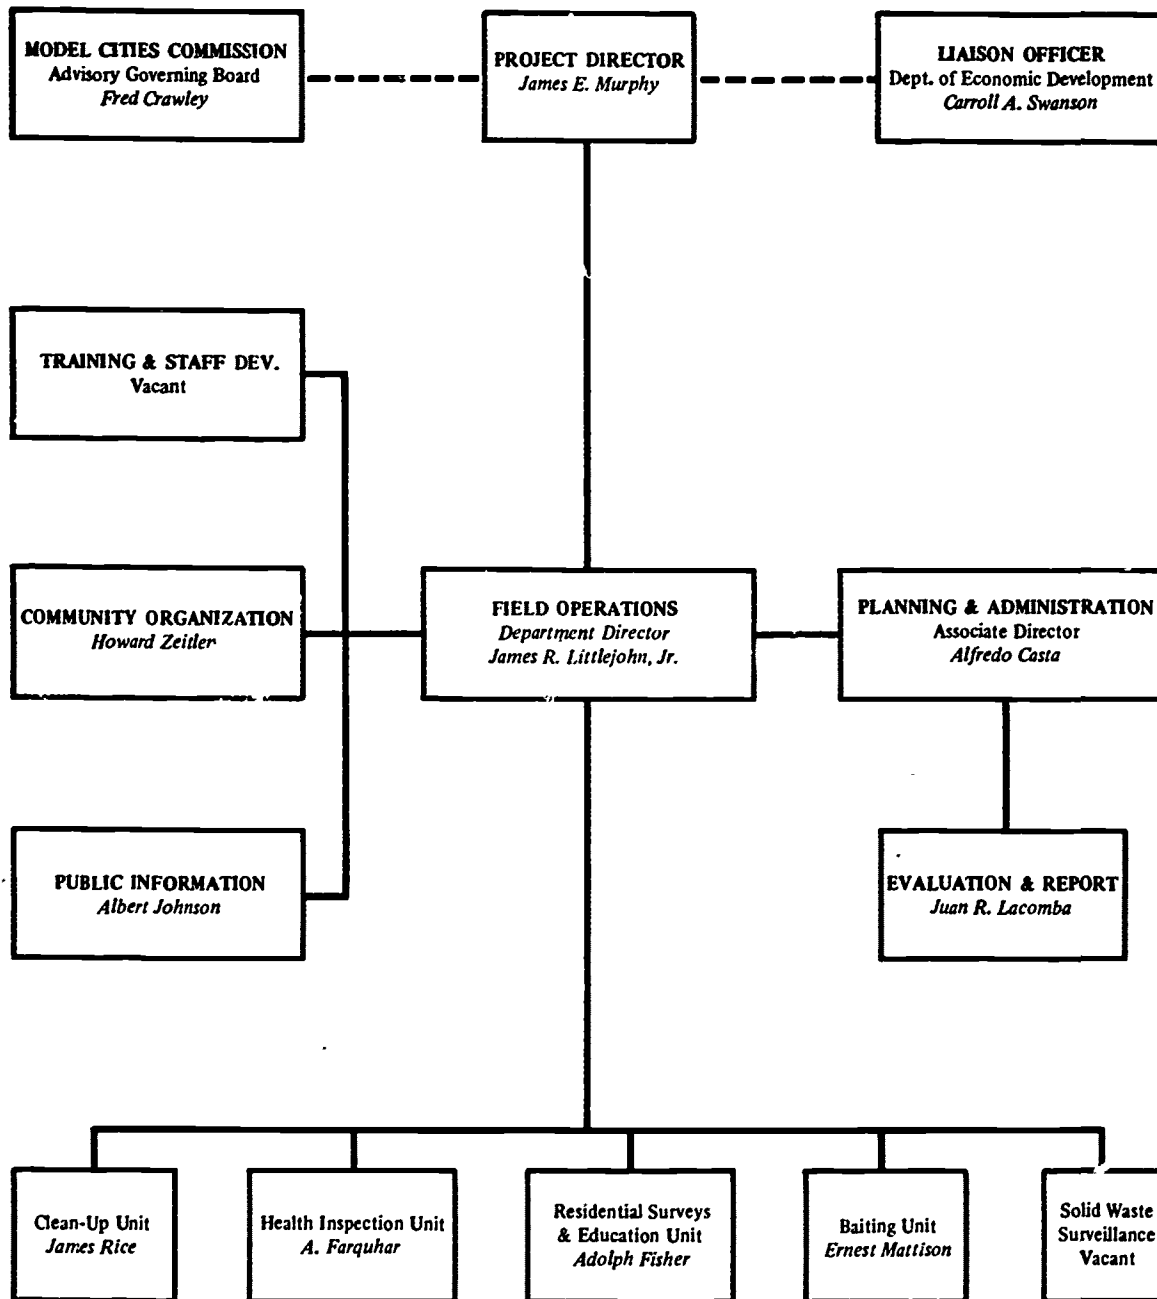 MODEL CITIES COMMISSION
Advisory Governing Board
Fred Crawley
PROJECT DIRECTOR
James E. Murphy
LIAISON OFFICER
Dept. of Economic Development
Carroll A. Swanson
TRAINING & STAFF DEV.
Vacant
COMMUNITY ORGANIZATION
Howard Zeitler
FIELD OPERATIONS
Department Director
James R. Littlejohn, Jr.
PLANNING & ADMINISTRATION
Associate Director
Alfredo Casta
PUBLIC INFORMATION
Albert Johnson
EVALUATION & REPORT
Juan R. Lacomba
Clean-Up Unit
James Rice
Health Inspection Unit
A. Farquhar
Residential Surveys
& Education Unit
Adolph Fisher
Baiting Unit
Ernest Mattison
Solid Waste
Surveillance
Vacant